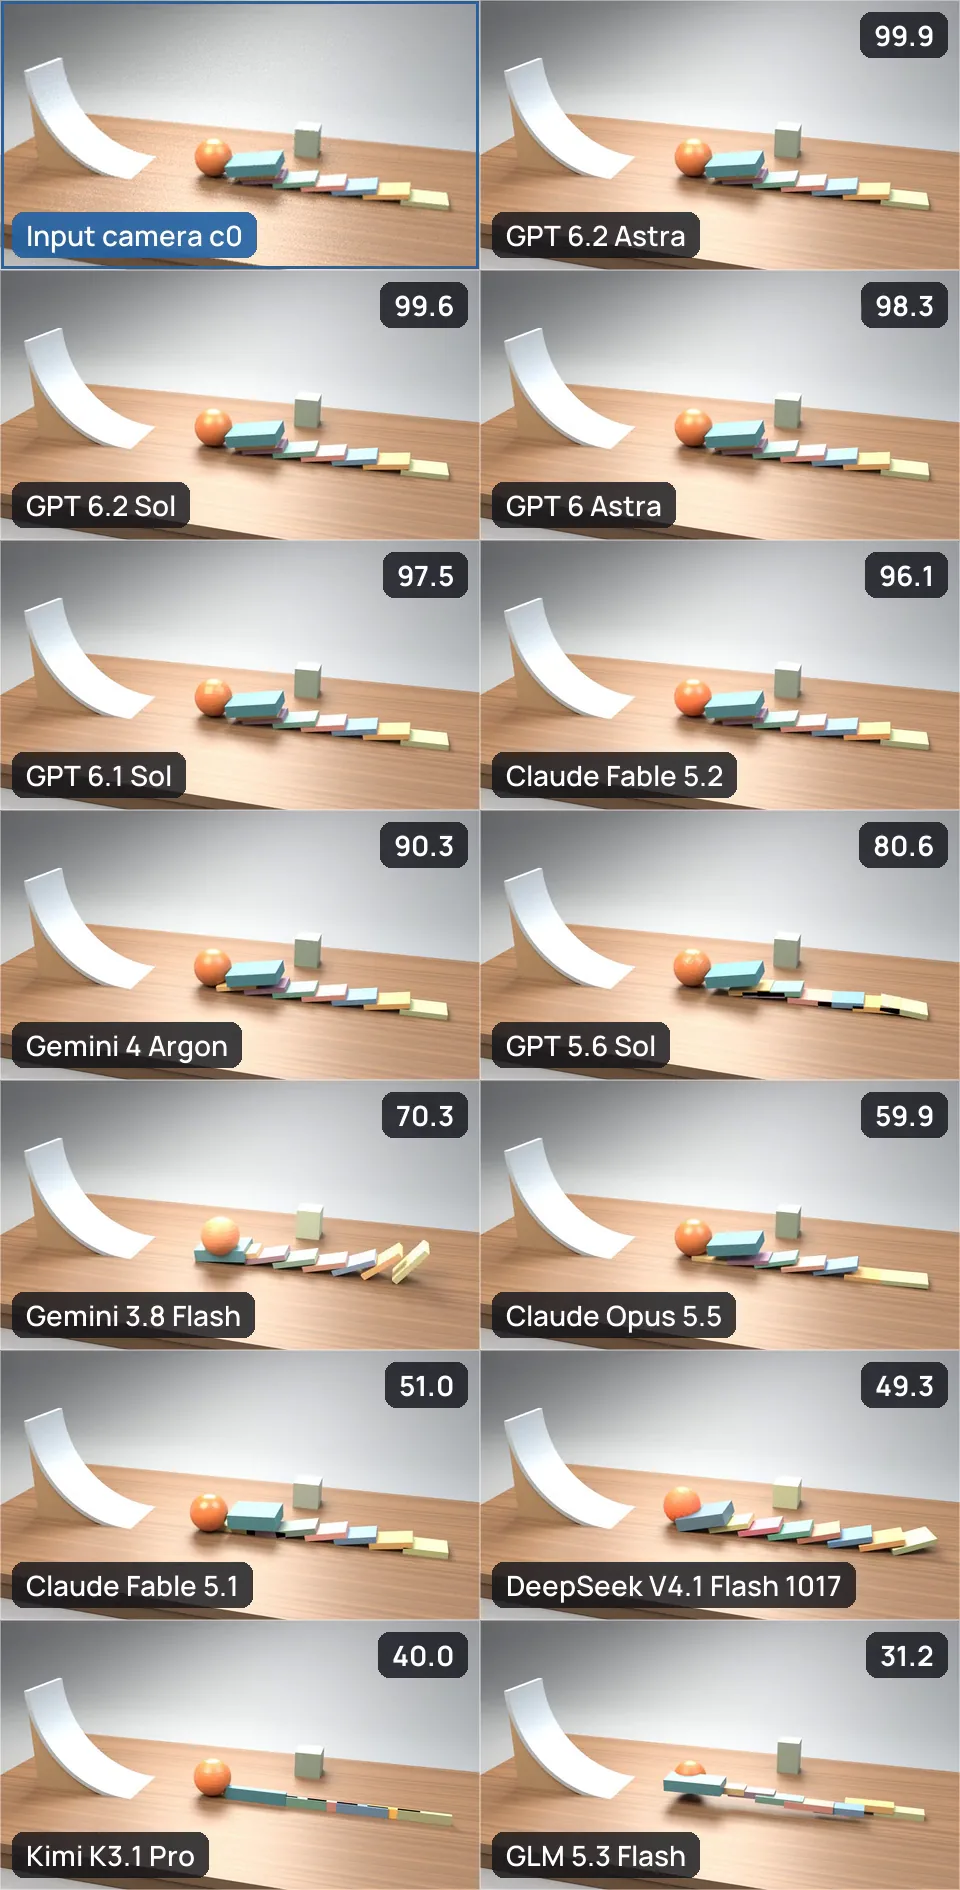 Input camera c0
99.9
GPT 6.2 Astra
99.6
GPT 6.2 Sol
98.3
GPT 6 Astra
97.5
GPT 6.1 Sol
96.1
Claude Fable 5.2
90.3
Gemini 4 Argon
80.6
GPT 5.6 Sol
70.3
Gemini 3.8 Flash
59.9
Claude Opus 5.5
51.0
Claude Fable 5.1
49.3
DeepSeek V4.1 Flash 1017
40.0
Kimi K3.1 Pro
31.2
GLM 5.3 Flash